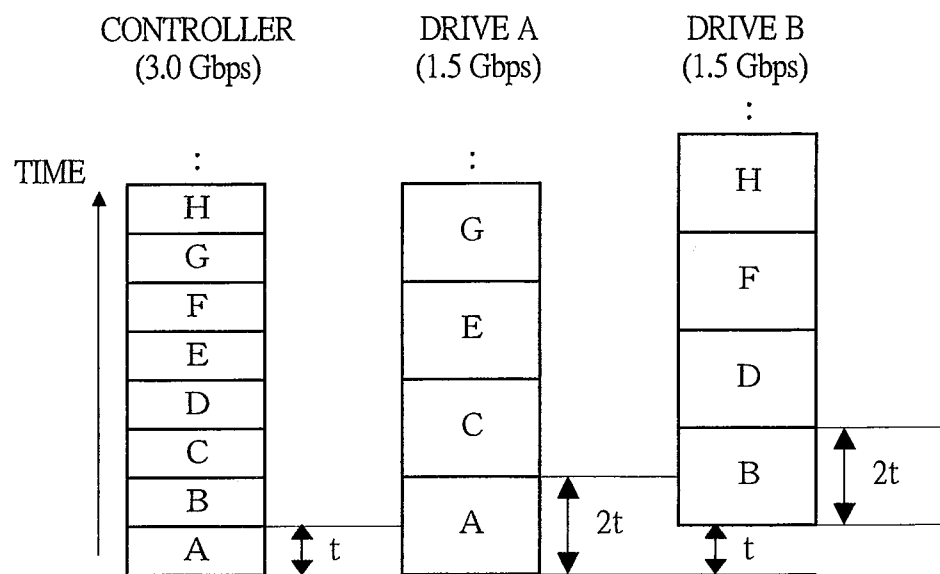 CONTROLLER
(3.0 Gbps)
DRIVE A
(1.5 Gbps)
DRIVE B
(1.5 Gbps)
TIME
:
H
G
F
E
D
C
B
A
t
:
G
E
C
A
2t
:
H
F
D
B
2t
t